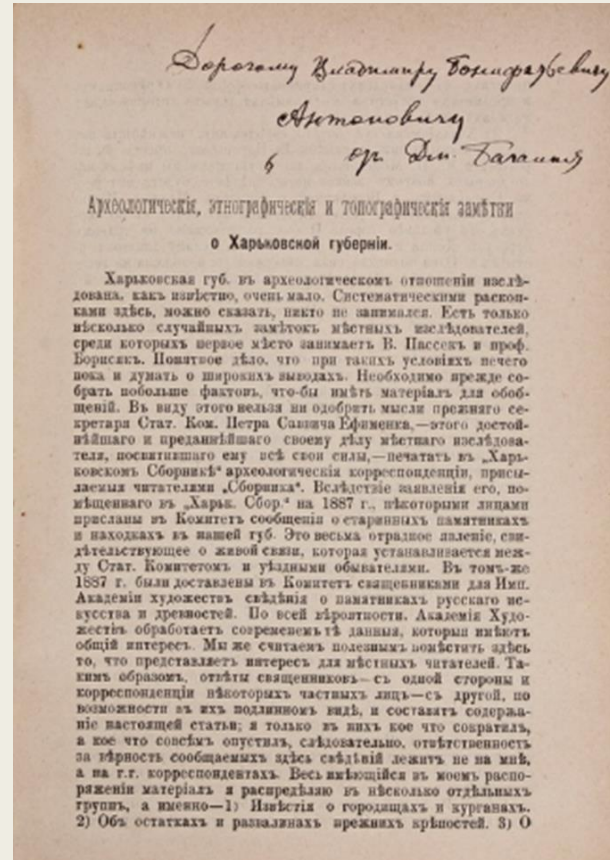 Дорогому Владимиру Бонифатьевичу
Антоновичу
Дм. Багалея
Археологическія, этнографическія и топографическія замѣтки
о Харьковской губерніи.
Харьковская губ. въ археологическомъ отношеніи изслѣ-
дована, какъ извѣстно, очень мало. Систематическими раскоп-
ками здѣсь, можно сказать, никто не занимался. Есть только
нѣсколько случайныхъ замѣтокъ мѣстныхъ изслѣдователей,
среди которыхъ первое мѣсто занимаетъ В. Пассекъ и проф.
Борисякъ. Понятное дѣло, что при такихъ условіяхъ нечего
пока и думать о широкихъ выводахъ. Необходимо прежде со-
брать побольше фактовъ, что-бы имѣть матеріалъ для обоб-
щеній. Въ виду этого нельзя ни одобрить мысли прежняго се-
кретаря Стат. Ком. Петра Саввича Ефименка,—этого достой-
нѣйшаго и преданнѣйшаго своему дѣлу мѣстнаго изслѣдова-
теля, посвятившаго ему всѣ свои силы,—печатать въ „Харь-
ковскомъ Сборникѣ“ археологическія корреспонденціи, присы-
лаемыя читателями „Сборника“. Вслѣдствіе заявленія его, по-
мѣщеннаго въ „Харьк. Сбор.“ на 1887 г., нѣкоторыми лицами
присланы въ Комитетъ сообщенія о старинныхъ памятникахъ
и находкахъ въ нашей губ. Это весьма отрадное явленіе, сви-
дѣтельствующее о живой связи, которая устанавливается меж-
ду Стат. Комитетомъ и уѣздными обывателями. Въ томъ-же
1887 г. были доставлены въ Комитетъ священниками для Имп.
Академіи художествъ свѣдѣнія о памятникахъ русскаго ис-
кусства и древностей. По всей вѣроятности, Академія Худо-
жествъ обработаетъ современемъ тѣ данныя, которыя имѣютъ
общій интересъ. Мы же считаемъ полезнымъ помѣстить здѣсь
то, что представляетъ интересъ для мѣстныхъ читателей. Та-
кимъ образомъ, отвѣты священниковъ—съ одной стороны и
корреспонденціи нѣкоторыхъ частныхъ лицъ—съ другой, по
возможности въ ихъ подлинномъ видѣ, и составятъ содержа-
ніе настоящей статьи; я только въ нихъ кое что сократилъ,
а кое что совсѣмъ опустилъ, слѣдовательно, отвѣтственность
за вѣрность сообщаемыхъ здѣсь свѣдѣній лежитъ не на мнѣ,
а на г.г. корреспондентахъ. Весь имѣющійся въ моемъ распо-
ряженіи матеріалъ я распредѣляю въ нѣсколько отдѣльныхъ
группъ, а именно—1) Извѣстія о городищахъ и курганахъ.
2) Объ остаткахъ и развалинахъ прежнихъ крѣпостей. 3) О